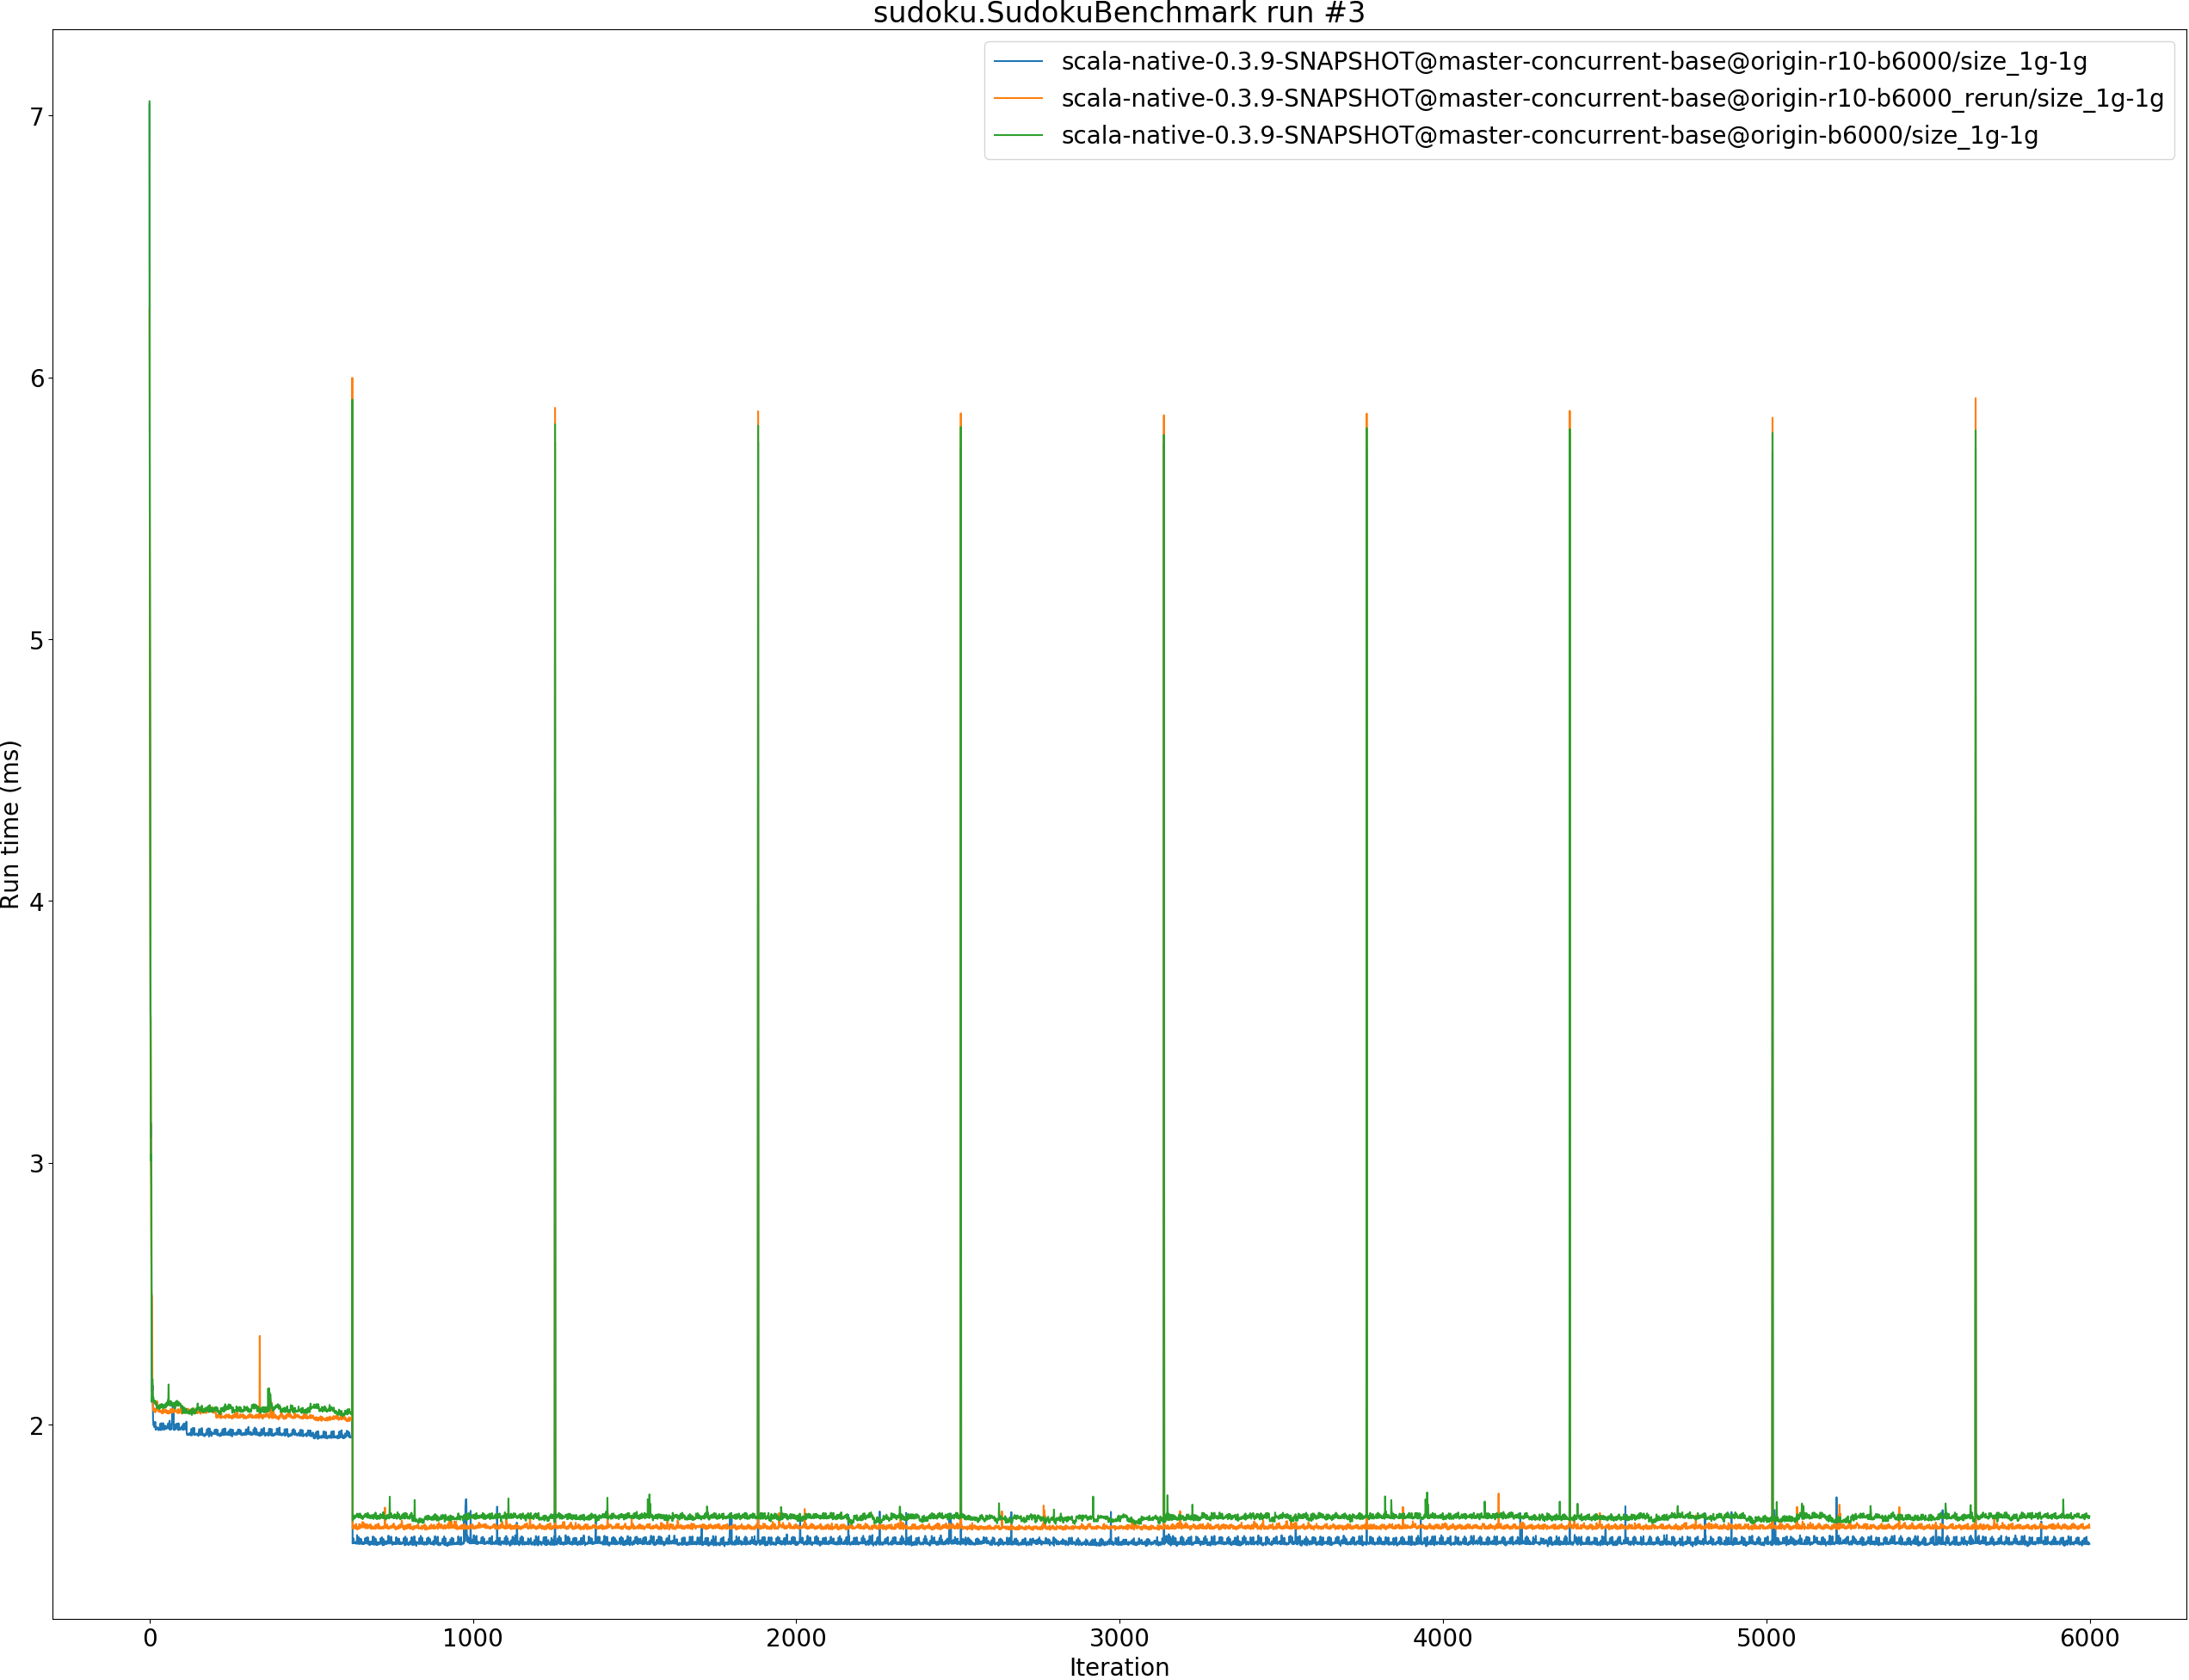 sudoku.SudokuBenchmark run #3
scala-native-0.3.9-SNAPSHOT@master-concurrent-base@origin-r10-b6000/size_1g-1g
scala-native-0.3.9-SNAPSHOT@master-concurrent-base@origin-r10-b6000_rerun/size_1g-1g
scala-native-0.3.9-SNAPSHOT@master-concurrent-base@origin-b6000/size_1g-1g
7
6
5
4
3
2
Run time (ms)
0 1000 2000 3000 4000 5000 6000
Iteration